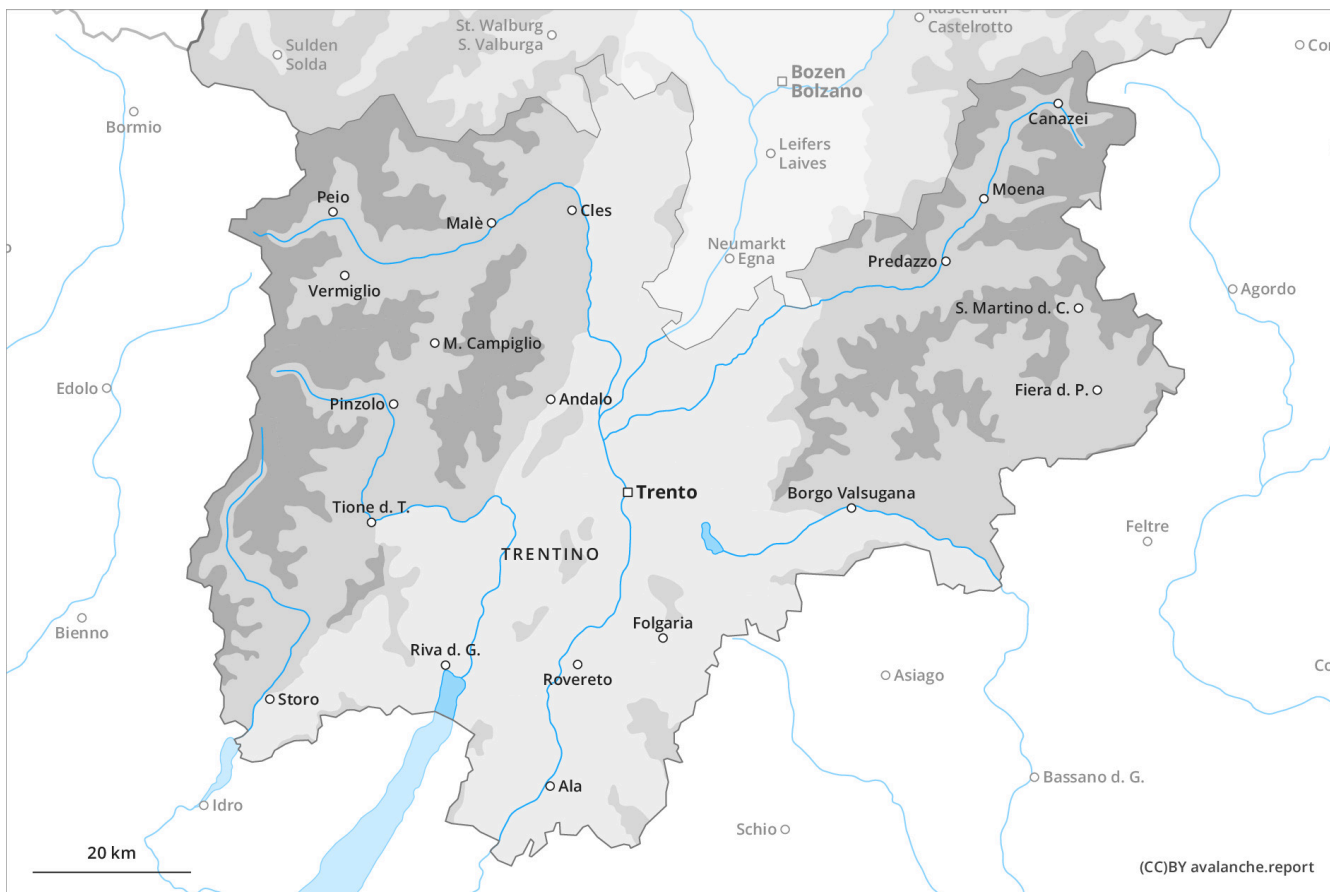 Kastelruth
Castelrotto
St. Walburg
S. Valburga
Sulden
Solda
Bozen
Bolzano
Bormio
Canazei
Leifers
Laives
Peio
Moena
Malè
Cles
Neumarkt
Egna
Predazzo
Vermiglio
Agordo
S. Martino d. C.
M. Campiglio
Edolo
Fiera d. P.
Pinzolo
Andalo
Trento
Borgo Valsugana
Tione d. T.
Feltre
TRENTINO
Bienno
Folgaria
Riva d. G.
Rovereto
Asiago
Storo
Bassano d. G.
Ala
Idro
Schio
20 km
(CC)BY avalanche.report